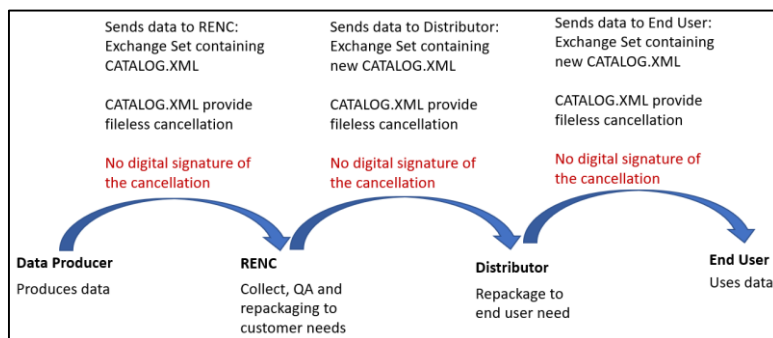 Sends data to RENC:
Exchange Set containing
CATALOG.XML
CATALOG.XML provide
fileless cancellation
No digital signature of
the cancellation
Sends data to Distributor:
Exchange Set containing
new CATALOG.XML
CATALOG.XML provide
fileless cancellation
No digital signature of
the cancellation
Sends data to End User:
Exchange Set containing
new CATALOG.XML
CATALOG.XML provide
fileless cancellation
No digital signature of
the cancellation
Data Producer
Produces data
RENC
Collect, QA and
repackaging to
customer needs
Distributor
Repackage to
end user need
End User
Uses data